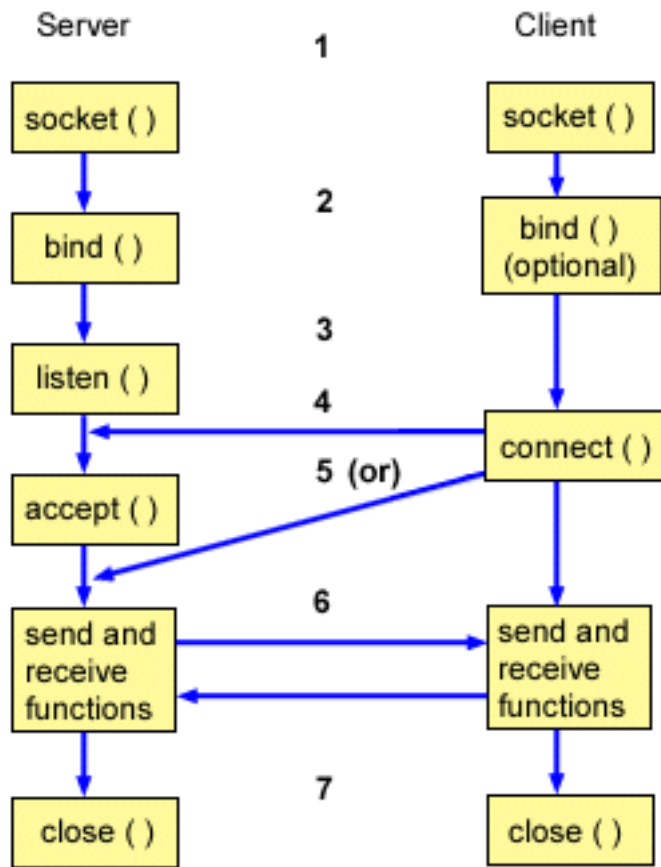 Server
1
Client
socket ( )
socket ( )
2
bind ( )
bind ( )
(optional)
3
listen ( )
4
connect ( )
5 (or)
accept ( )
6
send and
receive
functions
send and
receive
functions
7
close ( )
close ( )